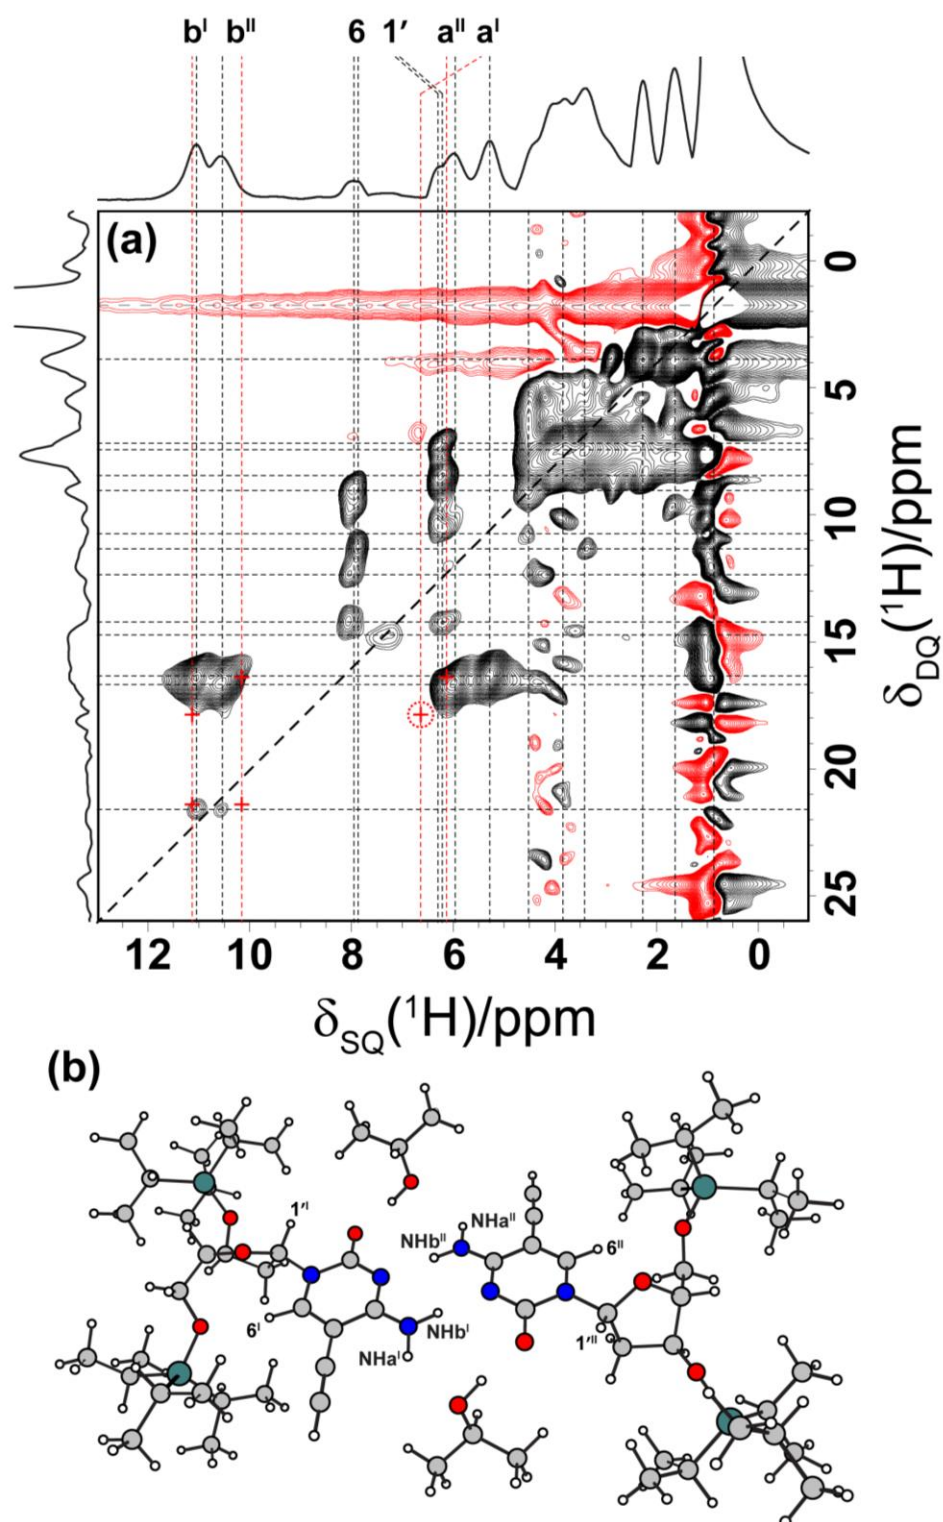 bᴵ bᴵᴵ 6 1′ aᴵᴵ aᴵ
(a)
0
5
10
15
20
25
δDQ(¹H)/ppm
12 10 8 6 4 2 0
δSQ(¹H)/ppm
(b)
1′ᴵ
NHaᴵᴵ
NHbᴵᴵ
6ᴵᴵ
6ᴵ
NHbᴵ
1′ᴵᴵ
NHaᴵ